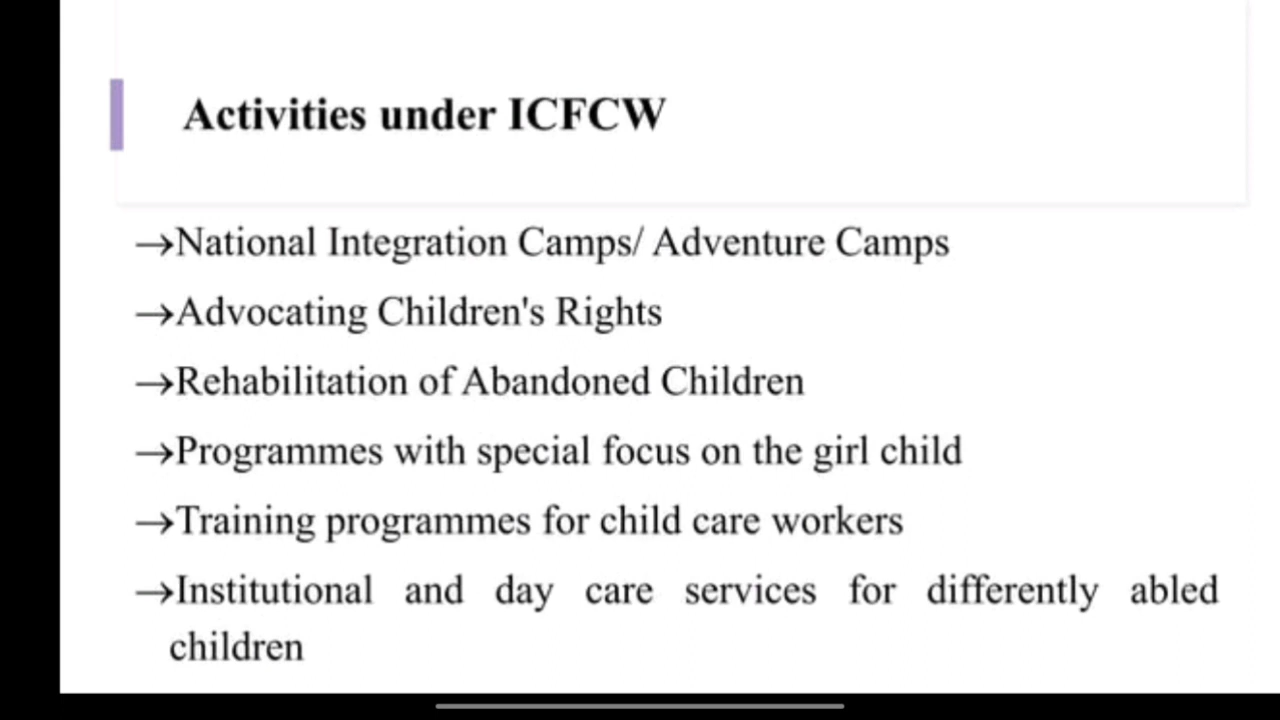 Activities under ICFCW
→National Integration Camps/ Adventure Camps
→Advocating Children's Rights
→Rehabilitation of Abandoned Children
→Programmes with special focus on the girl child
→Training programmes for child care workers
→Institutional and day care services for differently abled
children